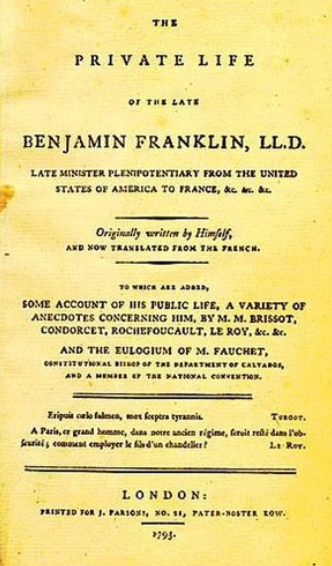 THE
PRIVATE LIFE
OF THE LATE
BENJAMIN FRANKLIN, LL.D.
LATE MINISTER PLENIPOTENTIARY FROM THE UNITED
STATES OF AMERICA TO FRANCE, &c. &c. &c.
Originally written by Himself,
AND NOW TRANSLATED FROM THE FRENCH.
TO WHICH ARE ADDED,
SOME ACCOUNT OF HIS PUBLIC LIFE, A VARIETY OF
ANECDOTES CONCERNING HIM, BY M. M. BRISSOT,
CONDORCET, ROCHEFOUCAULT, LE ROY, &c. &c.
AND THE EULOGIUM OF M. FAUCHET,
CONSTITUTIONAL BISHOP OF THE DEPARTMENT OF CALVADOS,
AND A MEMBER OF THE NATIONAL CONVENTION.
Eripuit cœlo fulmen, mox sceptra tyrannis. TURGOT.
A Paris, ce grand homme, dans notre ancien régime, seroit resté dans l'ob-
scurité; comment employer le fils d'un chandelier? LE ROY.
LONDON:
PRINTED FOR J. PARSONS, NO. 21, PATER-NOSTER ROW.
1793.